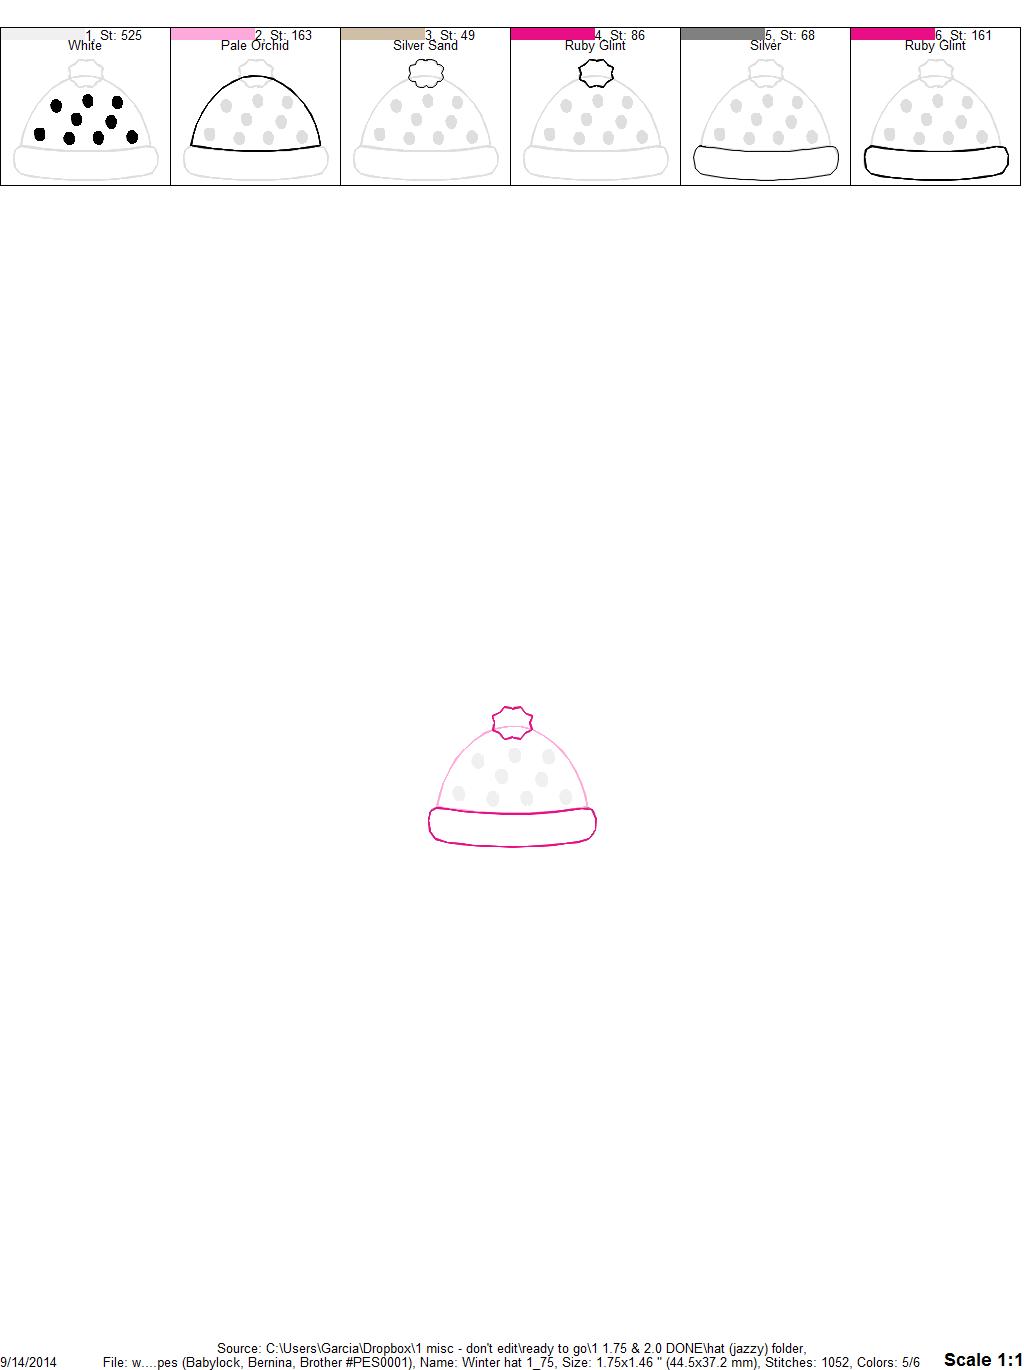 1, St: 525
White
2, St: 163
Pale Orchid
3, St: 49
Silver Sand
4, St: 86
Ruby Glint
5, St: 68
Silver
6, St: 161
Ruby Glint
Source: C:\Users\Garcia\Dropbox\1 misc - don't edit\ready to go\1 1.75 & 2.0 DONE\hat (jazzy) folder,
9/14/2014 File: w....pes (Babylock, Bernina, Brother #PES0001), Name: Winter hat 1_75, Size: 1.75x1.46 " (44.5x37.2 mm), Stitches: 1052, Colors: 5/6 Scale 1:1